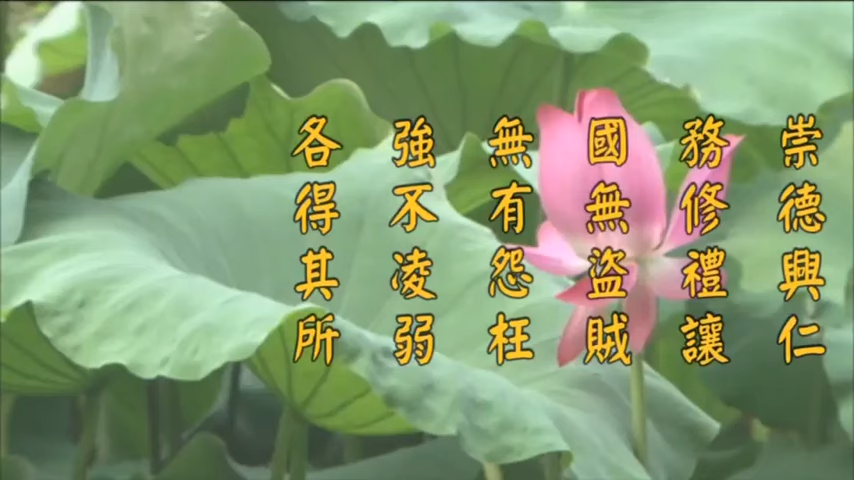 崇德興仁
務修禮讓
國無盜賊
無有怨枉
強不凌弱
各得其所